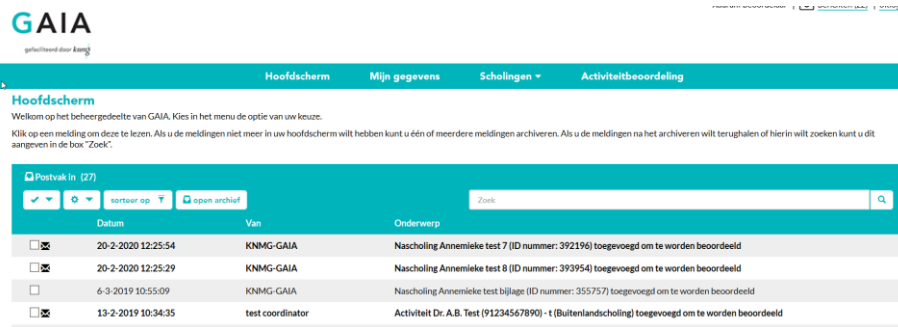 GAIA
gefaciliteerd door knmg
Hoofdscherm Mijn gegevens Scholingen Activiteitbeoordeling
Hoofdscherm
Welkom op het beheergedeelte van GAIA. Kies in het menu de optie van uw keuze.
Klik op een melding om deze te lezen. Als u de meldingen niet meer in uw hoofdscherm wilt hebben kunt u één of meerdere meldingen archiveren. Als u de meldingen na het archiveren wilt terughalen of hierin wilt zoeken kunt u dit
aangeven in de box "Zoek".
Postvak in (27)
sorteer op open archief Zoek
Datum Van Onderwerp
20-2-2020 12:25:54 KNMG-GAIA Nascholing Annemieke test 7 (ID nummer: 392196) toegevoegd om te worden beoordeeld
20-2-2020 12:25:29 KNMG-GAIA Nascholing Annemieke test 8 (ID nummer: 393954) toegevoegd om te worden beoordeeld
6-3-2019 10:55:09 KNMG-GAIA Nascholing Annemieke test bijlage (ID nummer: 355757) toegevoegd om te worden beoordeeld
13-2-2019 10:34:35 test coordinator Activiteit Dr. A.B. Test (91234567890) - t (Buitenlandscholing) toegevoegd om te worden beoordeeld